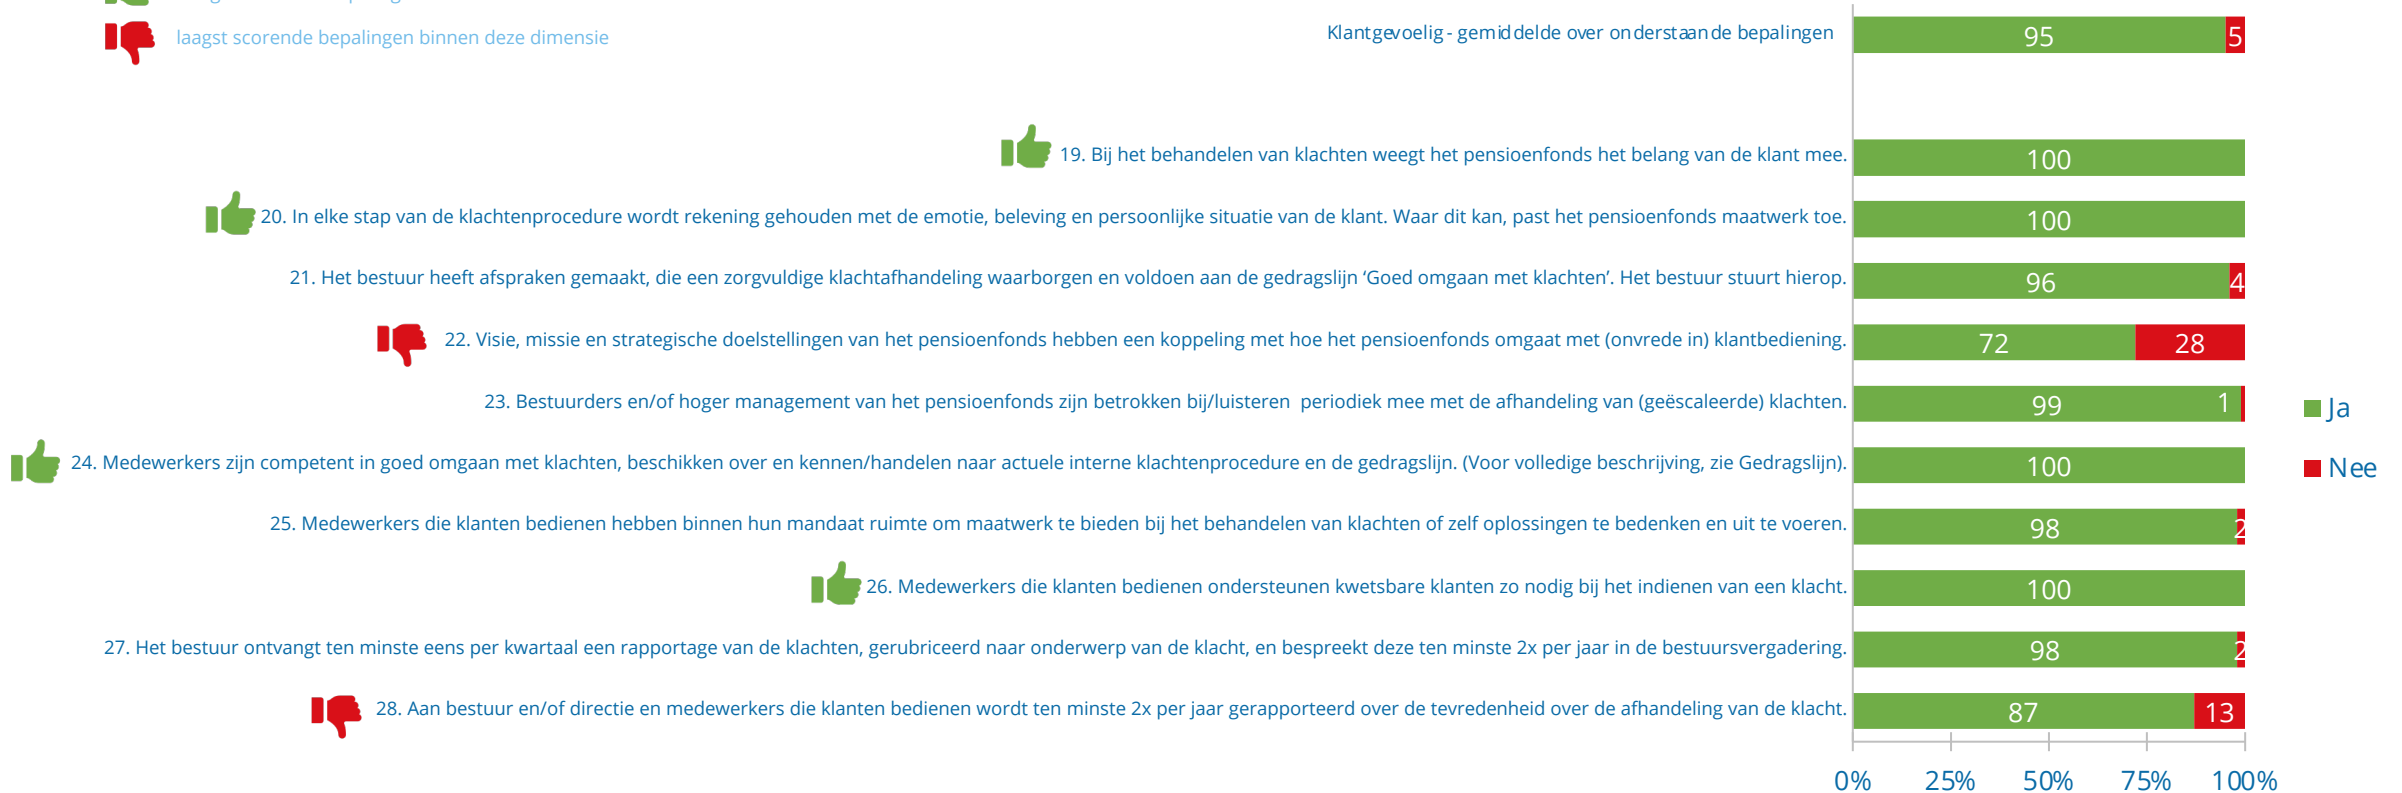 laagst scorende bepalingen binnen deze dimensie
Klantgevoelig - gemiddelde over onderstaande bepalingen
95 5
19. Bij het behandelen van klachten weegt het pensioenfonds het belang van de klant mee.
100
20. In elke stap van de klachtenprocedure wordt rekening gehouden met de emotie, beleving en persoonlijke situatie van de klant. Waar dit kan, past het pensioenfonds maatwerk toe.
100
21. Het bestuur heeft afspraken gemaakt, die een zorgvuldige klachtafhandeling waarborgen en voldoen aan de gedragslijn ‘Goed omgaan met klachten’. Het bestuur stuurt hierop.
96 4
22. Visie, missie en strategische doelstellingen van het pensioenfonds hebben een koppeling met hoe het pensioenfonds omgaat met (onvrede in) klantbediening.
72 28
23. Bestuurders en/of hoger management van het pensioenfonds zijn betrokken bij/luisteren periodiek mee met de afhandeling van (geëscaleerde) klachten.
99 1
24. Medewerkers zijn competent in goed omgaan met klachten, beschikken over en kennen/handelen naar actuele interne klachtenprocedure en de gedragslijn. (Voor volledige beschrijving, zie Gedragslijn).
100
25. Medewerkers die klanten bedienen hebben binnen hun mandaat ruimte om maatwerk te bieden bij het behandelen van klachten of zelf oplossingen te bedenken en uit te voeren.
98 2
26. Medewerkers die klanten bedienen ondersteunen kwetsbare klanten zo nodig bij het indienen van een klacht.
100
27. Het bestuur ontvangt ten minste eens per kwartaal een rapportage van de klachten, gerubriceerd naar onderwerp van de klacht, en bespreekt deze ten minste 2x per jaar in de bestuursvergadering.
98 2
28. Aan bestuur en/of directie en medewerkers die klanten bedienen wordt ten minste 2x per jaar gerapporteerd over de tevredenheid over de afhandeling van de klacht.
87 13
0% 25% 50% 75% 100%
Ja
Nee